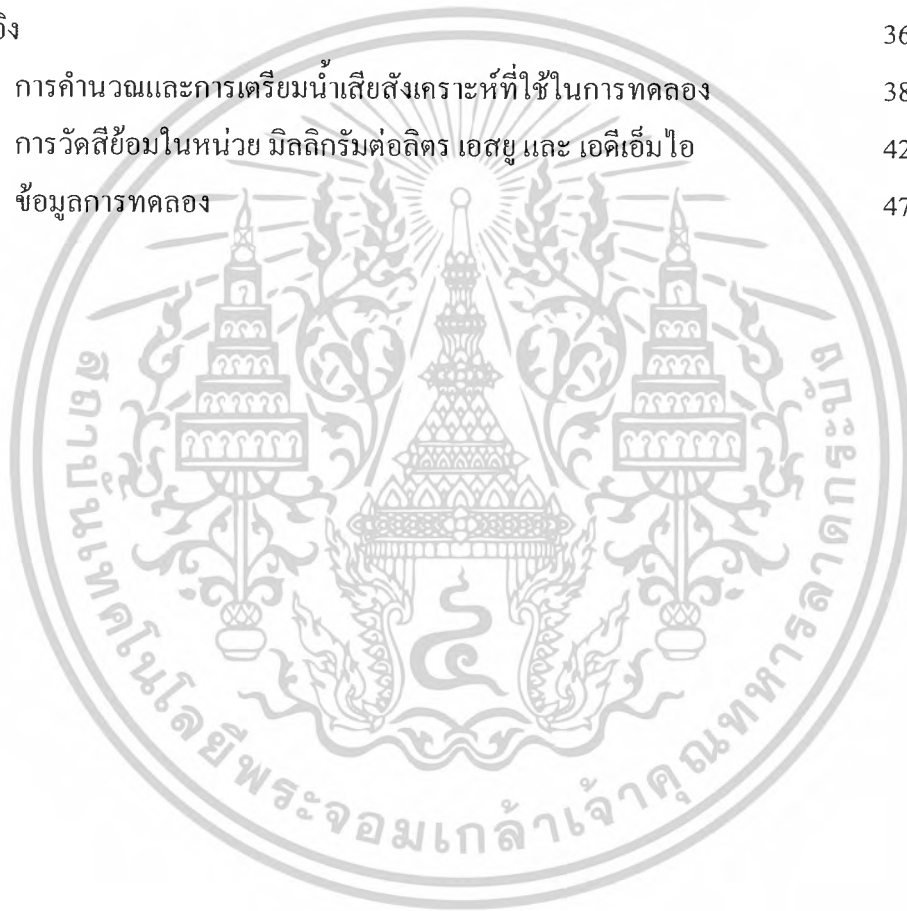 อิง 36
การคำนวณและการเตรียมน้ำเสียสังเคราะห์ที่ใช้ในการทดลอง 38
การวัดสีย้อมในหน่วย มิลลิกรัมต่อลิตร เอสยู และ เอดีเอ็มไอ 42
ข้อมูลการทดลอง 47
สถาบันเทคโนโลยีพระจอมเกล้าเจ้าคุณทหารลาดกระบัง